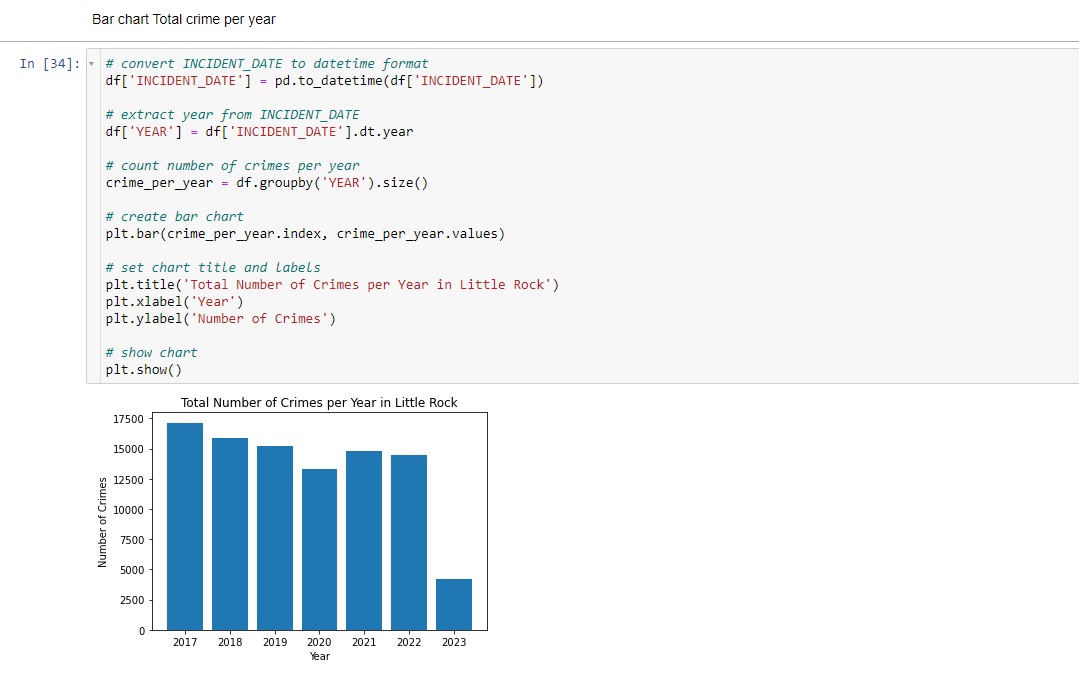 Bar chart Total crime per year
In [34]:
# convert INCIDENT_DATE to datetime format
df['INCIDENT_DATE'] = pd.to_datetime(df['INCIDENT_DATE'])
# extract year from INCIDENT_DATE
df['YEAR'] = df['INCIDENT_DATE'].dt.year
# count number of crimes per year
crime_per_year = df.groupby('YEAR').size()
# create bar chart
plt.bar(crime_per_year.index, crime_per_year.values)
# set chart title and labels
plt.title('Total Number of Crimes per Year in Little Rock')
plt.xlabel('Year')
plt.ylabel('Number of Crimes')
# show chart
plt.show()
Total Number of Crimes per Year in Little Rock
17500
15000
12500
10000
7500
5000
2500
0
Number of Crimes
2017 2018 2019 2020 2021 2022 2023
Year